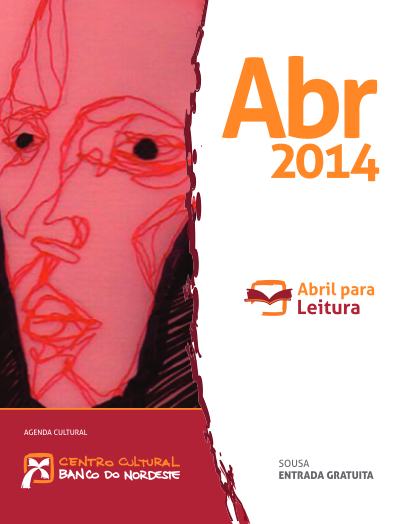 Abr
2014
Abril para
Leitura
AGENDA CULTURAL
CENTRO CULTURAL
BANCO DO NORDESTE
SOUSA
ENTRADA GRATUITA